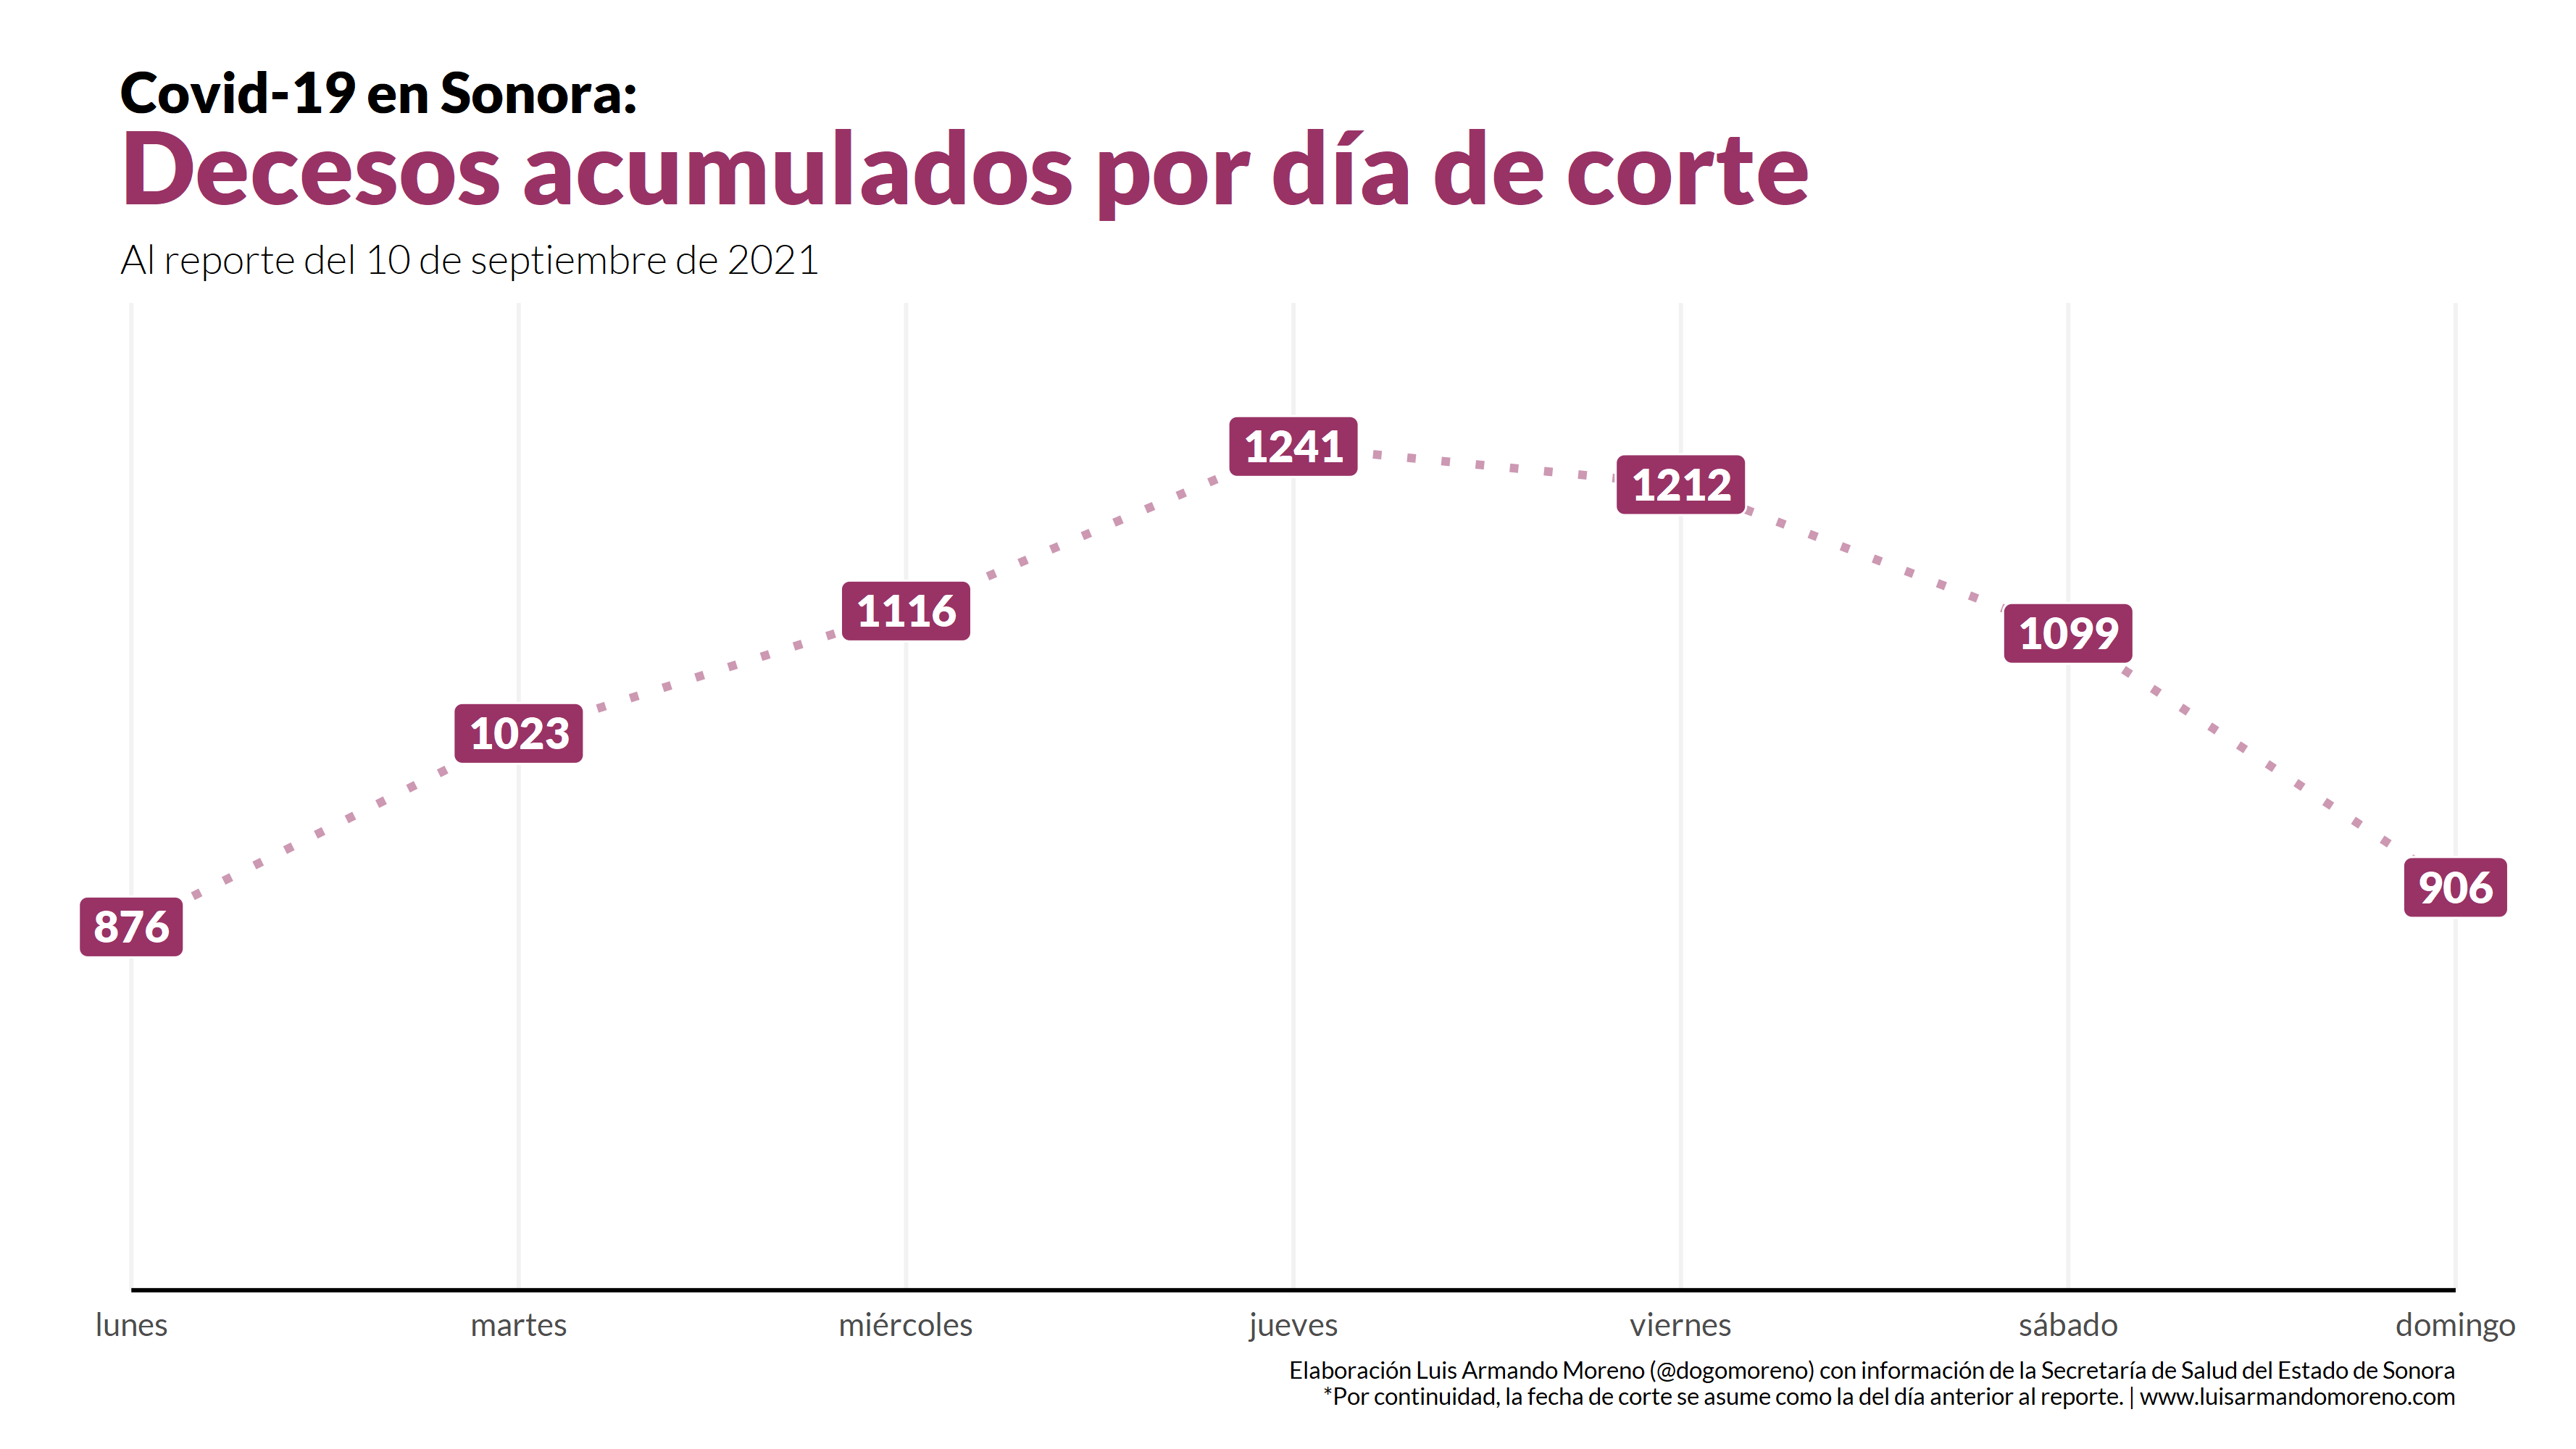 Covid-19 en Sonora:
Decesos acumulados por día de corte
Al reporte del 10 de septiembre de 2021
1241
1212
1116
1099
1023
906
876
lunes martes miércoles jueves viernes sábado domingo
Elaboración Luis Armando Moreno (@dogomoreno) con información de la Secretaría de Salud del Estado de Sonora
*Por continuidad, la fecha de corte se asume como la del día anterior al reporte. | www.luisarmandomoreno.com